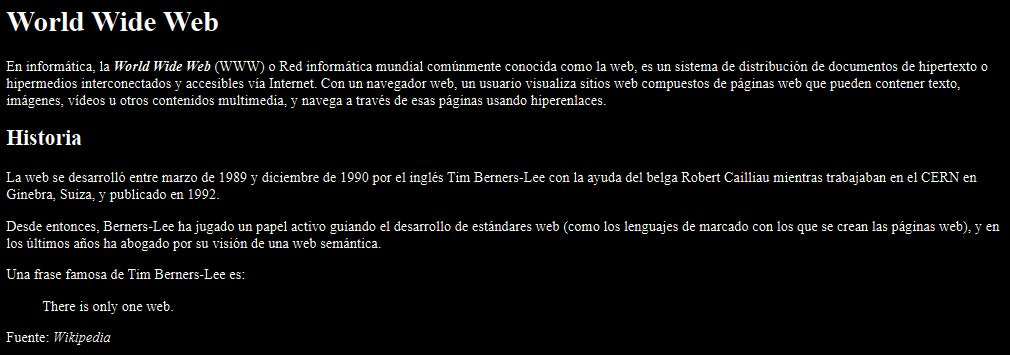 World Wide Web
En informática, la World Wide Web (WWW) o Red informática mundial comúnmente conocida como la web, es un sistema de distribución de documentos de hipertexto o
hipermedios interconectados y accesibles vía Internet. Con un navegador web, un usuario visualiza sitios web compuestos de páginas web que pueden contener texto,
imágenes, vídeos u otros contenidos multimedia, y navega a través de esas páginas usando hiperenlaces.
Historia
La web se desarrolló entre marzo de 1989 y diciembre de 1990 por el inglés Tim Berners-Lee con la ayuda del belga Robert Cailliau mientras trabajaban en el CERN en
Ginebra, Suiza, y publicado en 1992.
Desde entonces, Berners-Lee ha jugado un papel activo guiando el desarrollo de estándares web (como los lenguajes de marcado con los que se crean las páginas web), y en
los últimos años ha abogado por su visión de una web semántica.
Una frase famosa de Tim Berners-Lee es:
There is only one web.
Fuente: Wikipedia